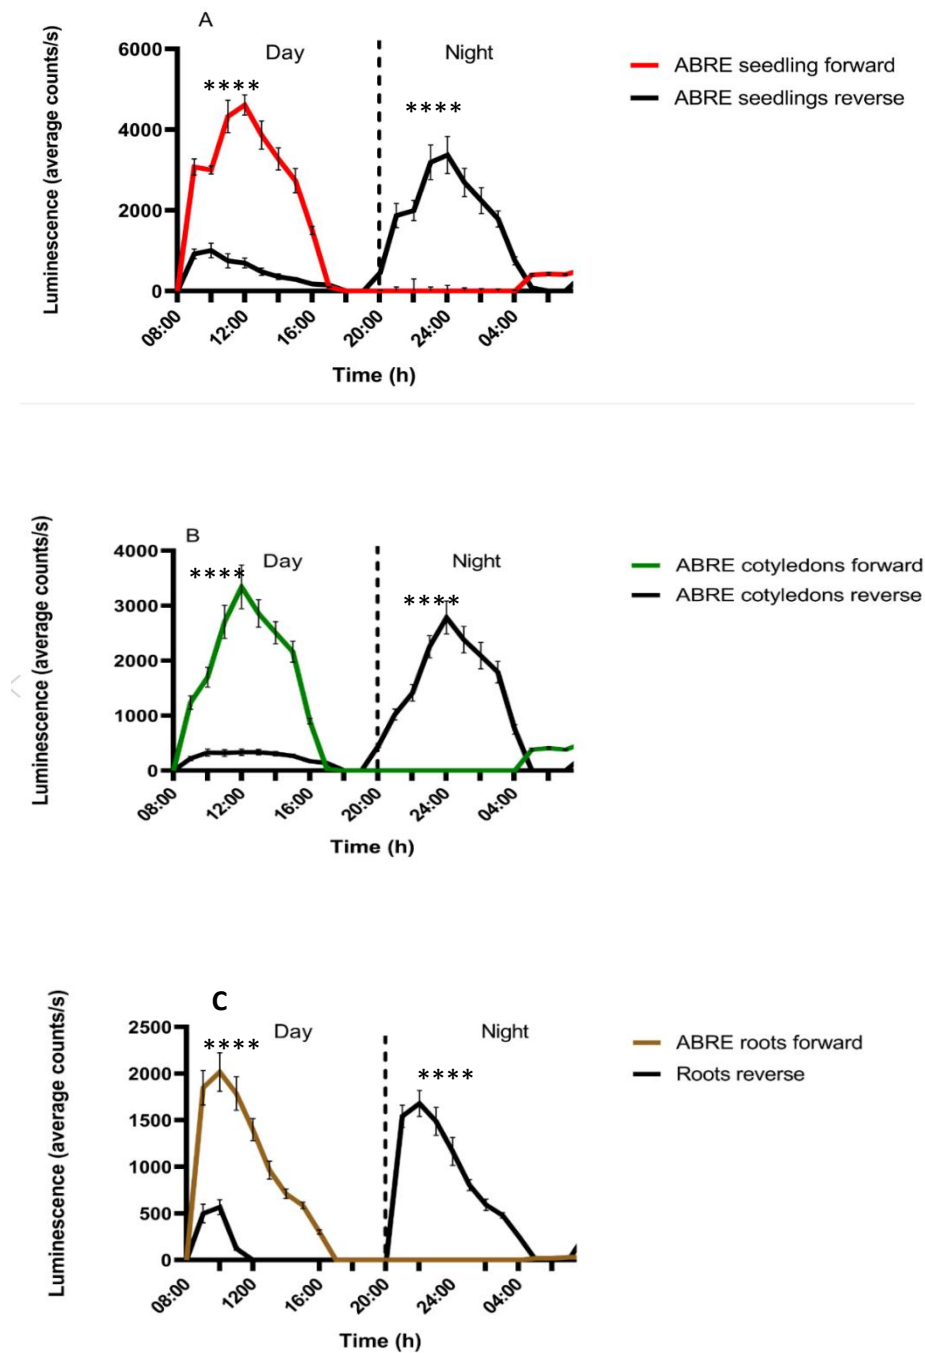 A
Day
Night
ABRE seedling forward
ABRE seedlings reverse
Luminescence (average counts/s)
6000
4000
2000
0
****
****
08:00
12:00
16:00
20:00
24:00
04:00
Time (h)
B
Day
Night
ABRE cotyledons forward
ABRE cotyledons reverse
Luminescence (average counts/s)
4000
3000
2000
1000
0
****
****
08:00
12:00
16:00
20:00
24:00
04:00
Time (h)
C
Day
Night
ABRE roots forward
Roots reverse
Luminescence (average counts/s)
2500
2000
1500
1000
500
0
****
****
08:00
1200
16:00
20:00
24:00
04:00
Time (h)